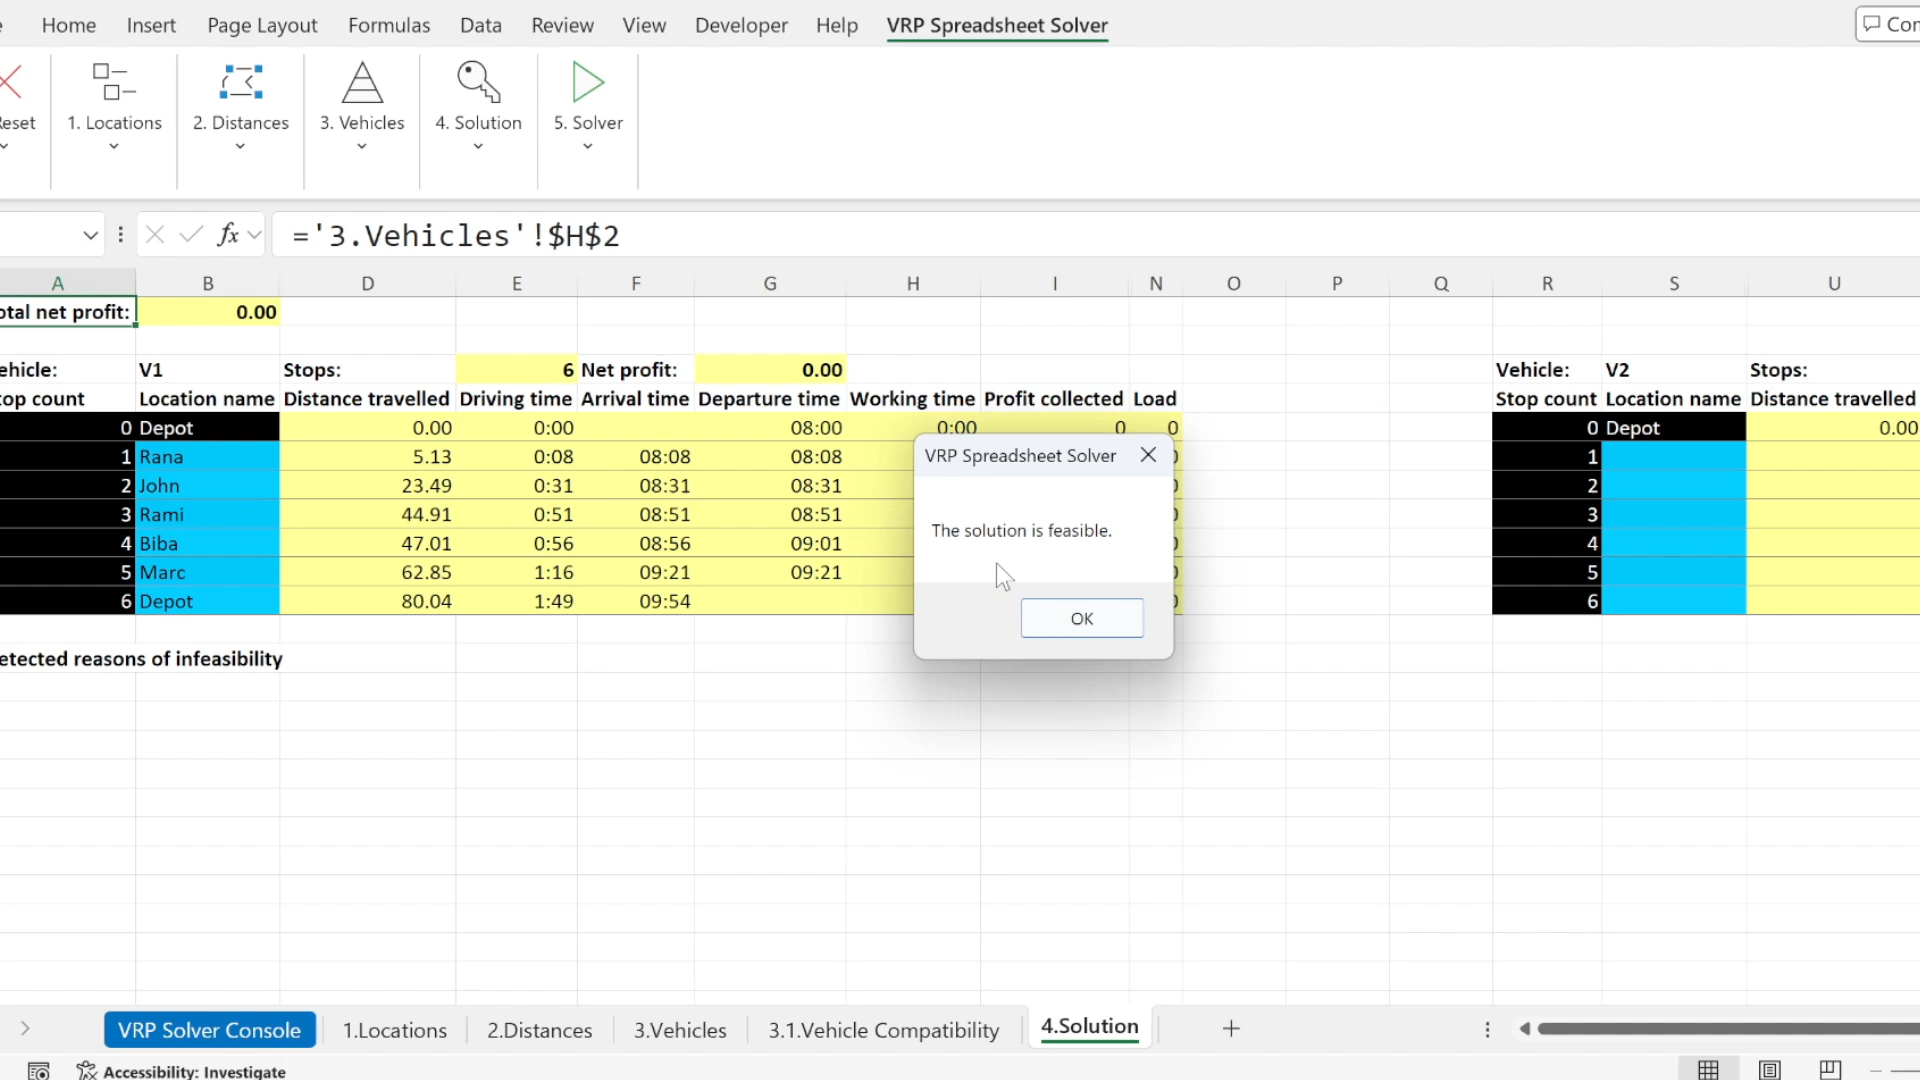 Home Insert Page Layout Formulas Data Review View Developer Help VRP Spreadsheet Solver
eset 1. Locations 2. Distances 3. Vehicles 4. Solution 5. Solver
fx ='3.Vehicles'!$H$2
A B D E F G H I N O P Q R S U
otal net profit: 0.00
ehicle: V1 Stops: 6 Net profit: 0.00 Vehicle: V2 Stops:
top count Location name Distance travelled Driving time Arrival time Departure time Working time Profit collected Load Stop count Location name Distance travelled
0 Depot 0.00 0:00 08:00 0:00 0 0 0 Depot 0.00
1 Rana 5.13 0:08 08:08 08:08 1
2 John 23.49 0:31 08:31 08:31 2
3 Rami 44.91 0:51 08:51 08:51 3
4 Biba 47.01 0:56 08:56 09:01 4
5 Marc 62.85 1:16 09:21 09:21 5
6 Depot 80.04 1:49 09:54 6
VRP Spreadsheet Solver
The solution is feasible.
OK
etected reasons of infeasibility
VRP Solver Console 1.Locations 2.Distances 3.Vehicles 3.1.Vehicle Compatibility 4.Solution
Accessibility: Investigate